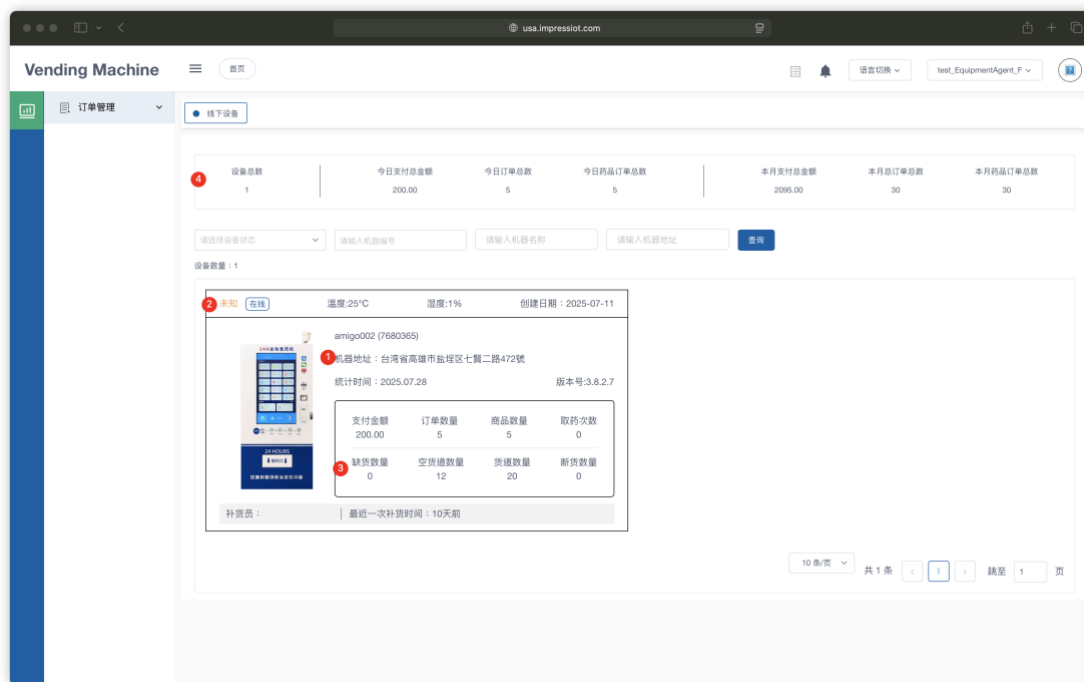 usa.impressiot.com
Vending Machine
首页
语言切换
test_EquipmentAgent_F
订单管理
线下设备
4
设备总数 今日支付总金额 今日订单总数 今日药品订单总数 本月支付总金额 本月总订单总数 本月药品订单总数
1 200.00 5 5 2095.00 30 30
请选择设备状态 请输入机器编号 请输入机器名称 请输入机器地址 查询
设备数量：1
2 未知 在线 温度:25°C 湿度:1% 创建日期：2025-07-11
amigo002 (7680365)
1 机器地址：台湾省高雄市盐埕区七賢二路472號
统计时间：2025.07.28 版本号:3.8.2.7
支付金额 订单数量 商品数量 取药次数
200.00 5 5 0
3 缺货数量 空货道数量 货道数量 断货数量
0 12 20 0
24 HOURS
补货员： 最近一次补货时间：10天前
10 条/页 共 1 条 1 跳至 1 页